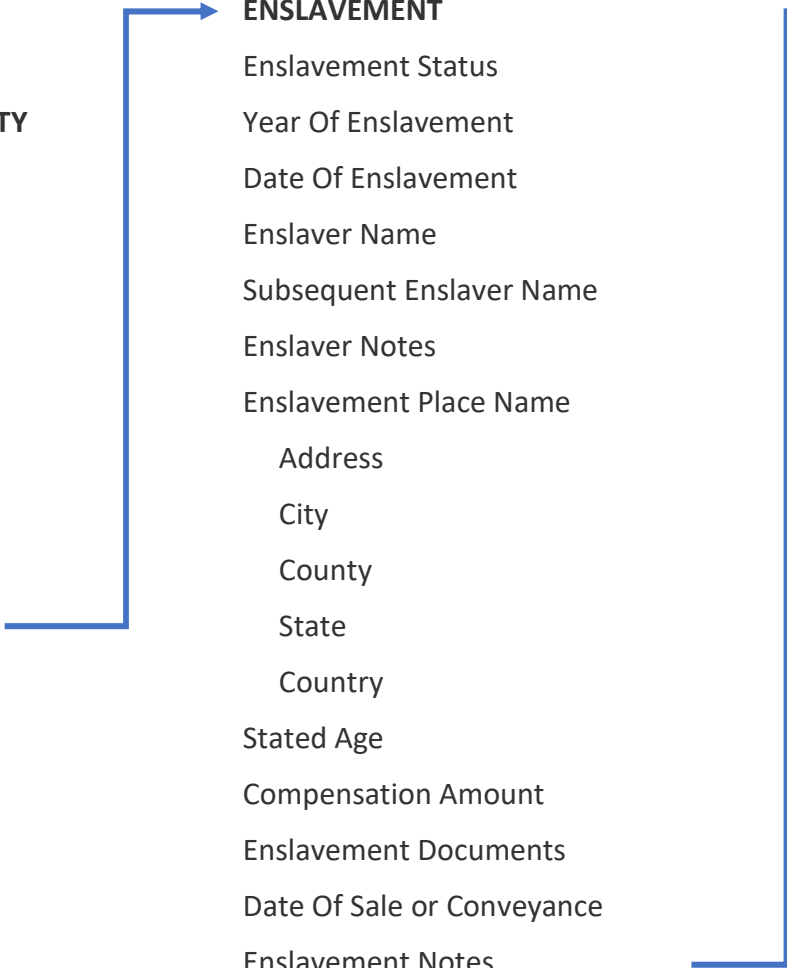 ENSLAVEMENT
Enslavement Status
TY
Year Of Enslavement
Date Of Enslavement
Enslaver Name
Subsequent Enslaver Name
Enslaver Notes
Enslavement Place Name
Address
City
County
State
Country
Stated Age
Compensation Amount
Enslavement Documents
Date Of Sale or Conveyance
Enslavement Notes